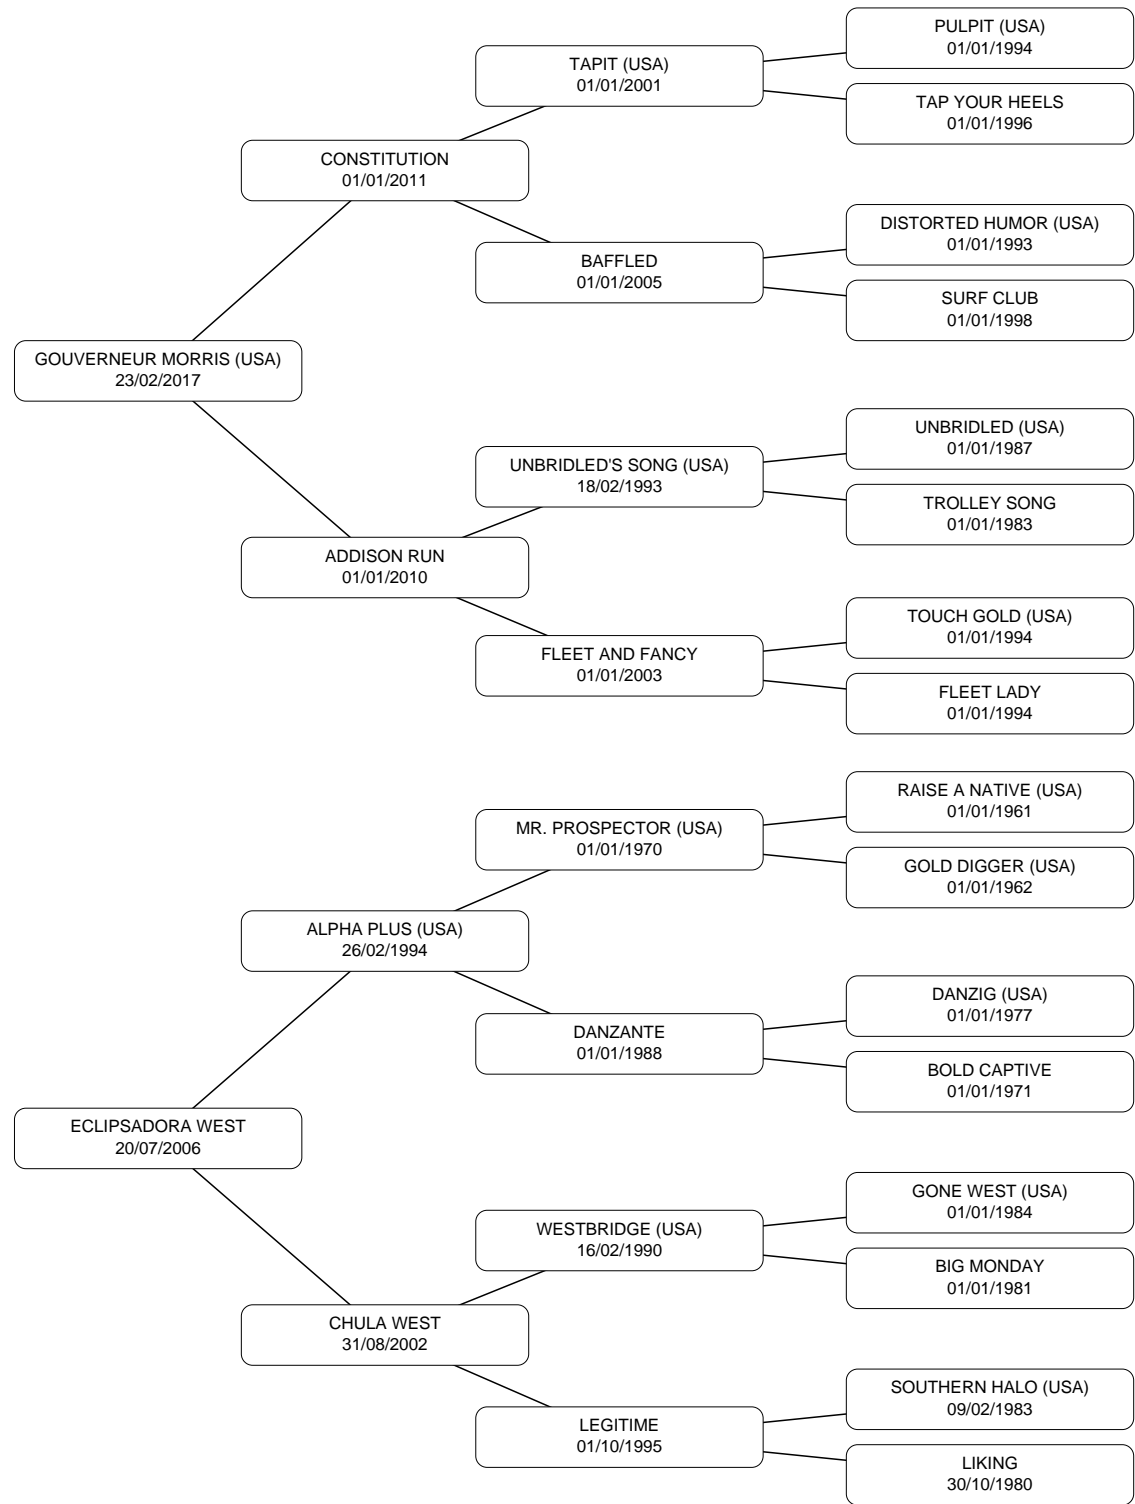 PULPIT (USA)
01/01/1994
TAPIT (USA)
01/01/2001
TAP YOUR HEELS
01/01/1996
CONSTITUTION
01/01/2011
DISTORTED HUMOR (USA)
01/01/1993
BAFFLED
01/01/2005
SURF CLUB
01/01/1998
GOUVERNEUR MORRIS (USA)
23/02/2017
UNBRIDLED (USA)
01/01/1987
UNBRIDLED'S SONG (USA)
18/02/1993
TROLLEY SONG
01/01/1983
ADDISON RUN
01/01/2010
TOUCH GOLD (USA)
01/01/1994
FLEET AND FANCY
01/01/2003
FLEET LADY
01/01/1994
RAISE A NATIVE (USA)
01/01/1961
MR. PROSPECTOR (USA)
01/01/1970
GOLD DIGGER (USA)
01/01/1962
ALPHA PLUS (USA)
26/02/1994
DANZIG (USA)
01/01/1977
DANZANTE
01/01/1988
BOLD CAPTIVE
01/01/1971
ECLIPSADORA WEST
20/07/2006
GONE WEST (USA)
01/01/1984
WESTBRIDGE (USA)
16/02/1990
BIG MONDAY
01/01/1981
CHULA WEST
31/08/2002
SOUTHERN HALO (USA)
09/02/1983
LEGITIME
01/10/1995
LIKING
30/10/1980